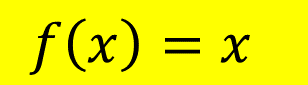 f(x) = x